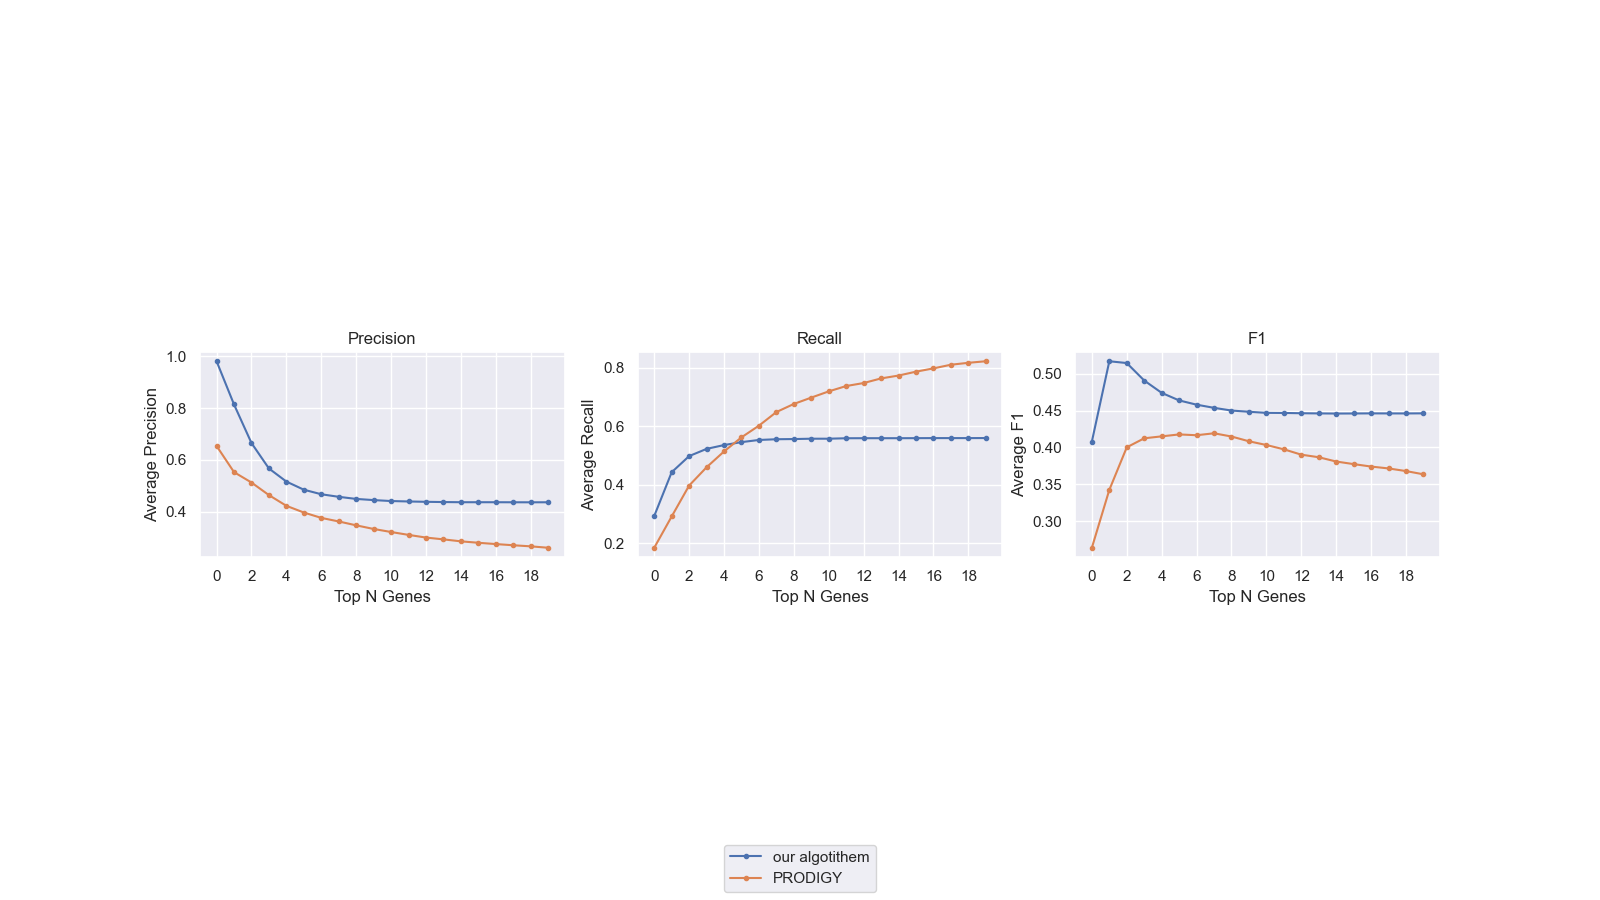 Precision
Recall
F1
1.0
0.8
0.6
0.4
Average Precision
0 2 4 6 8 10 12 14 16 18
Top N Genes
0.8
0.6
0.4
0.2
Average Recall
0 2 4 6 8 10 12 14 16 18
Top N Genes
0.50
0.45
0.40
0.35
0.30
Average F1
0 2 4 6 8 10 12 14 16 18
Top N Genes
our algotithem
PRODIGY